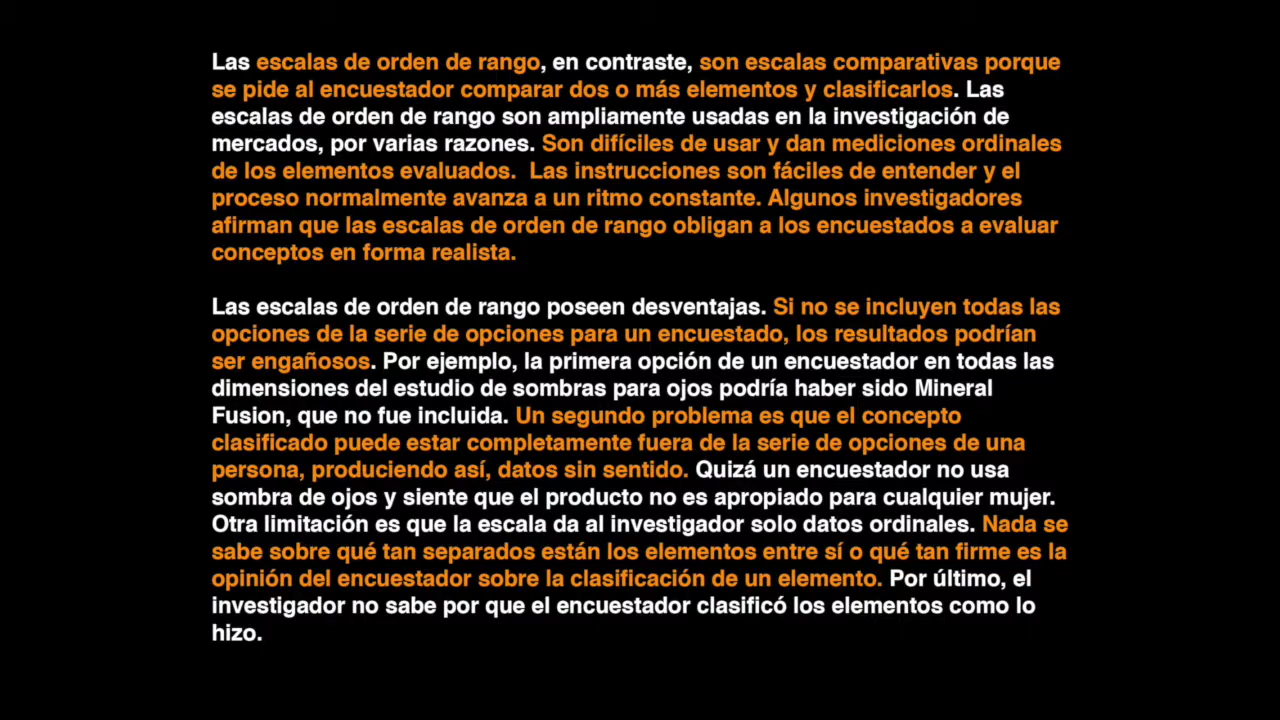 Las escalas de orden de rango, en contraste, son escalas comparativas porque
se pide al encuestador comparar dos o más elementos y clasificarlos. Las
escalas de orden de rango son ampliamente usadas en la investigación de
mercados, por varias razones. Son difíciles de usar y dan mediciones ordinales
de los elementos evaluados.  Las instrucciones son fáciles de entender y el
proceso normalmente avanza a un ritmo constante. Algunos investigadores
afirman que las escalas de orden de rango obligan a los encuestados a evaluar
conceptos en forma realista.

Las escalas de orden de rango poseen desventajas. Si no se incluyen todas las
opciones de la serie de opciones para un encuestado, los resultados podrían
ser engañosos. Por ejemplo, la primera opción de un encuestador en todas las
dimensiones del estudio de sombras para ojos podría haber sido Mineral
Fusion, que no fue incluida. Un segundo problema es que el concepto
clasificado puede estar completamente fuera de la serie de opciones de una
persona, produciendo así, datos sin sentido. Quizá un encuestador no usa
sombra de ojos y siente que el producto no es apropiado para cualquier mujer.
Otra limitación es que la escala da al investigador solo datos ordinales. Nada se
sabe sobre qué tan separados están los elementos entre sí o qué tan firme es la
opinión del encuestador sobre la clasificación de un elemento. Por último, el
investigador no sabe por que el encuestador clasificó los elementos como lo
hizo.